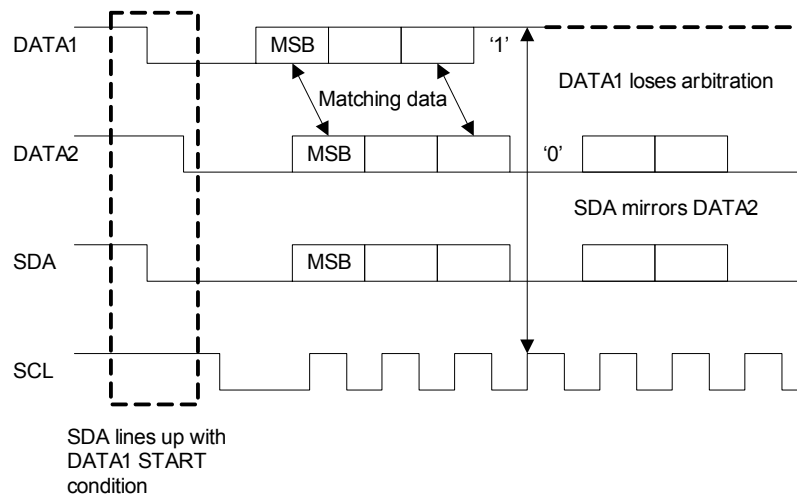 DATA1
MSB
‘1’
DATA1 loses arbitration
Matching data
DATA2
MSB
‘0’
SDA mirrors DATA2
SDA
MSB
SCL
SDA lines up with
DATA1 START
condition